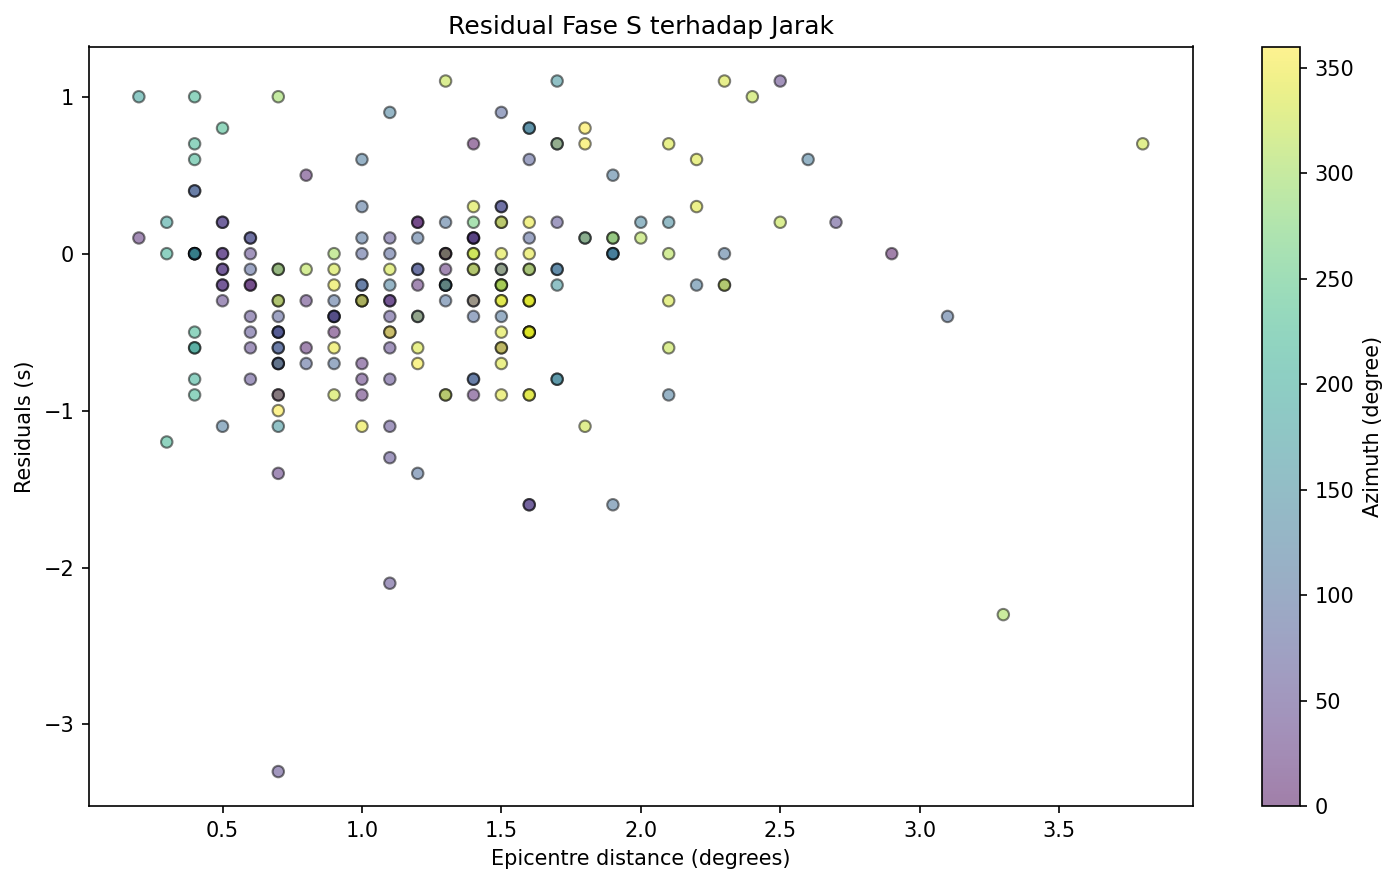 Residual Fase S terhadap Jarak
1
0
−1
−2
−3
Residuals (s)
0.5 1.0 1.5 2.0 2.5 3.0 3.5
Epicentre distance (degrees)
350
300
250
200
150
100
50
0
Azimuth (degree)